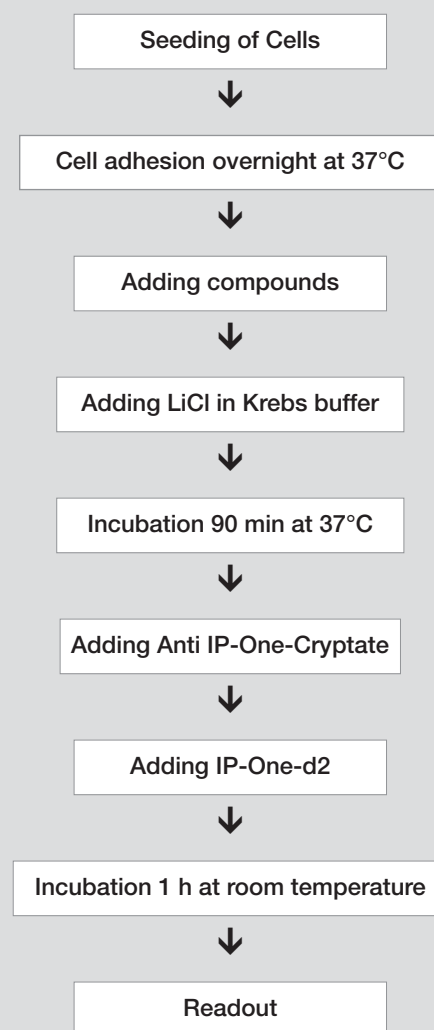 Seeding of Cells
Cell adhesion overnight at 37°C
Adding compounds
Adding LiCl in Krebs buffer
Incubation 90 min at 37°C
Adding Anti IP-One-Cryptate
Adding IP-One-d2
Incubation 1 h at room temperature
Readout